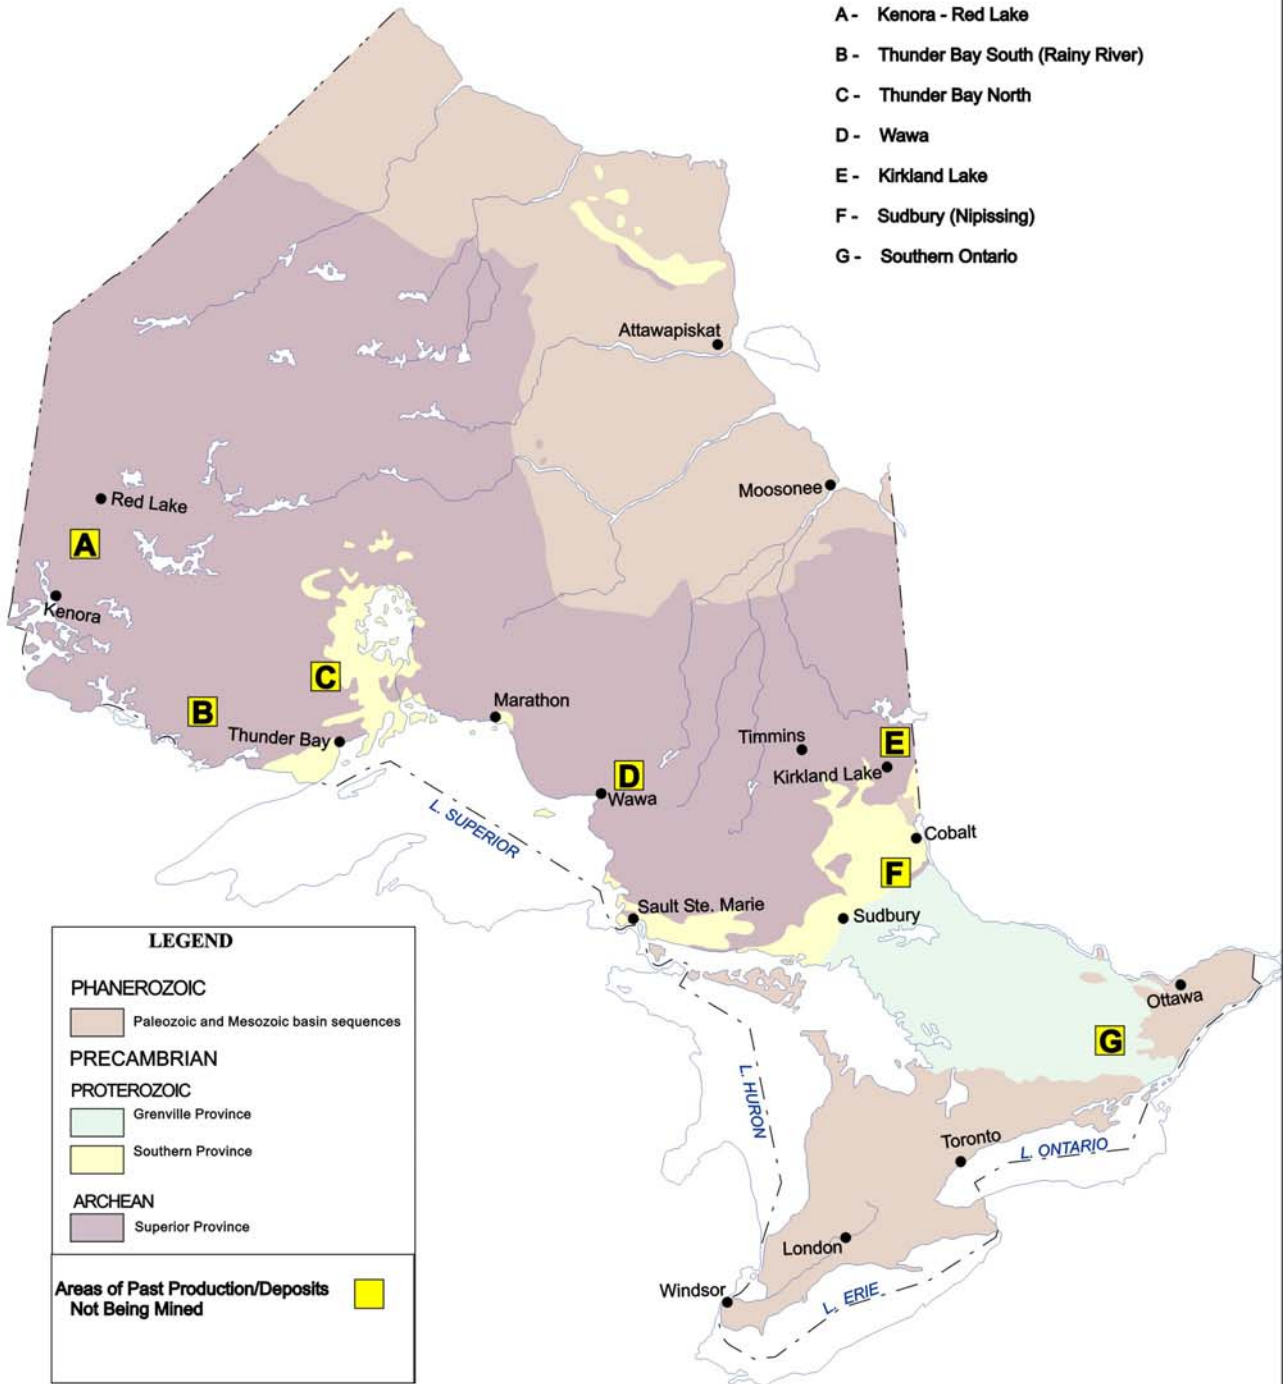 A - Kenora - Red Lake
B - Thunder Bay South (Rainy River)
C - Thunder Bay North
D - Wawa
E - Kirkland Lake
F - Sudbury (Nipissing)
G - Southern Ontario
Attawapiskat
Moosonee
Red Lake
A
Kenora
C
B
Marathon
Thunder Bay
Timmins
E
Kirkland Lake
D
Wawa
L. SUPERIOR
Cobalt
F
Sault Ste. Marie
Sudbury
Ottawa
G
L. HURON
Toronto
L. ONTARIO
London
Windsor
L. ERIE
LEGEND
PHANEROZOIC
Paleozoic and Mesozoic basin sequences
PRECAMBRIAN
PROTEROZOIC
Grenville Province
Southern Province
ARCHEAN
Superior Province
Areas of Past Production/Deposits
Not Being Mined